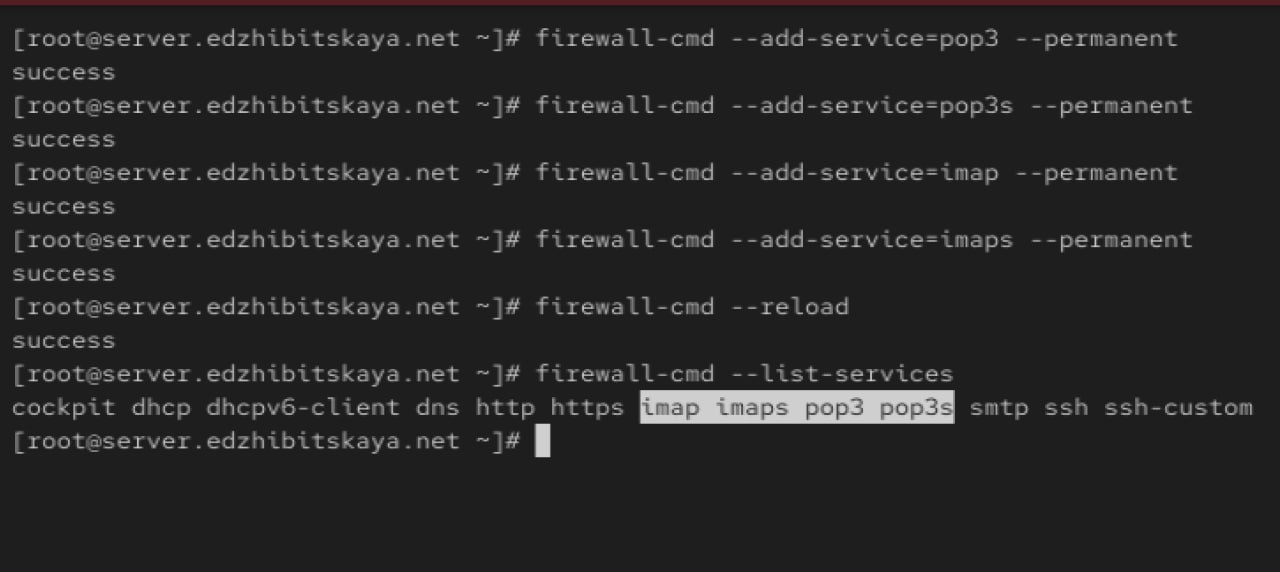 [root@server.edzhibitskaya.net ~]# firewall-cmd --add-service=pop3 --permanent
success
[root@server.edzhibitskaya.net ~]# firewall-cmd --add-service=pop3s --permanent
success
[root@server.edzhibitskaya.net ~]# firewall-cmd --add-service=imap --permanent
success
[root@server.edzhibitskaya.net ~]# firewall-cmd --add-service=imaps --permanent
success
[root@server.edzhibitskaya.net ~]# firewall-cmd --reload
success
[root@server.edzhibitskaya.net ~]# firewall-cmd --list-services
cockpit dhcp dhcpv6-client dns http https imap imaps pop3 pop3s smtp ssh ssh-custom
[root@server.edzhibitskaya.net ~]#